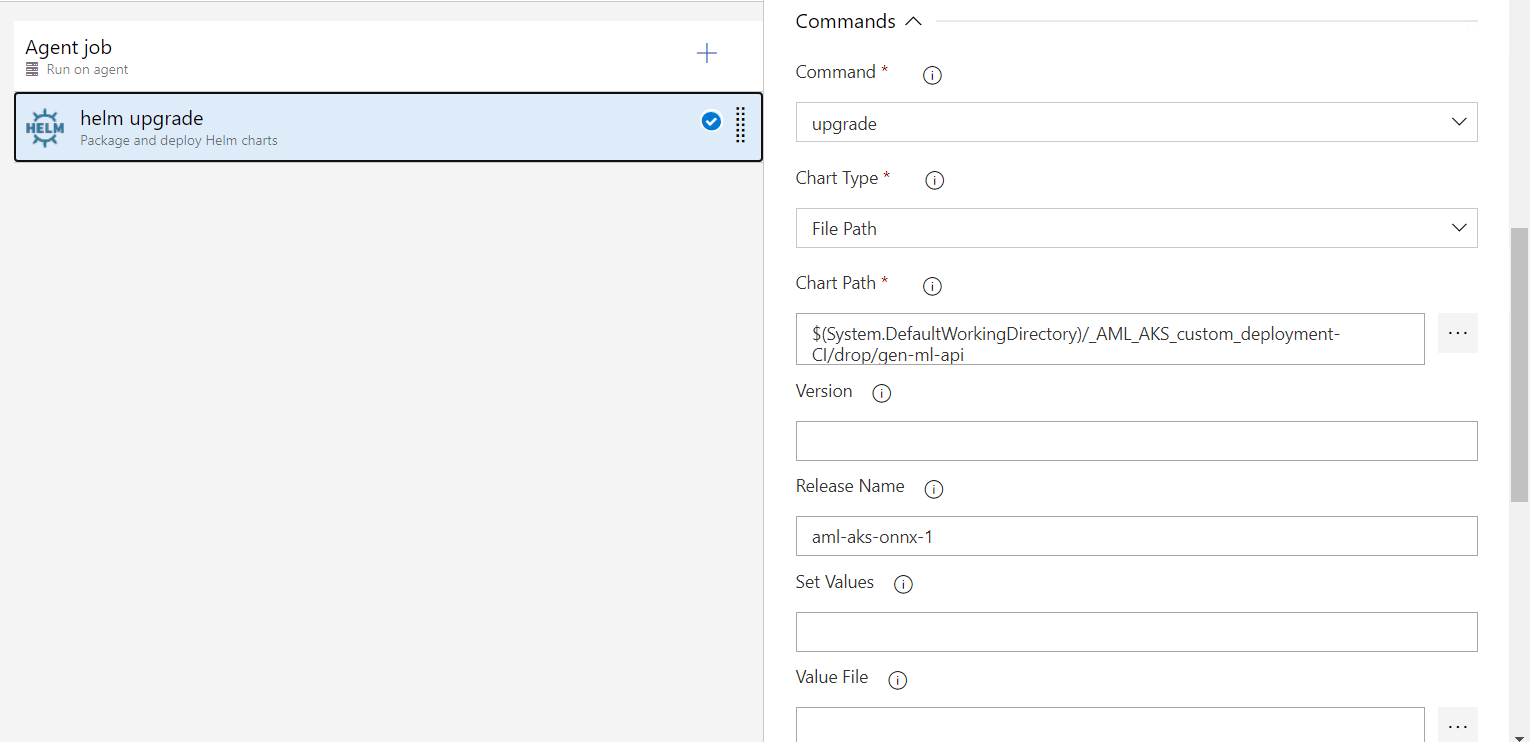 Agent job
Run on agent
HELM
helm upgrade
Package and deploy Helm charts
Commands
Command *
upgrade
Chart Type *
File Path
Chart Path *
$(System.DefaultWorkingDirectory)/_AML_AKS_custom_deployment-
CI/drop/gen-ml-api
Version
Release Name
aml-aks-onnx-1
Set Values
Value File